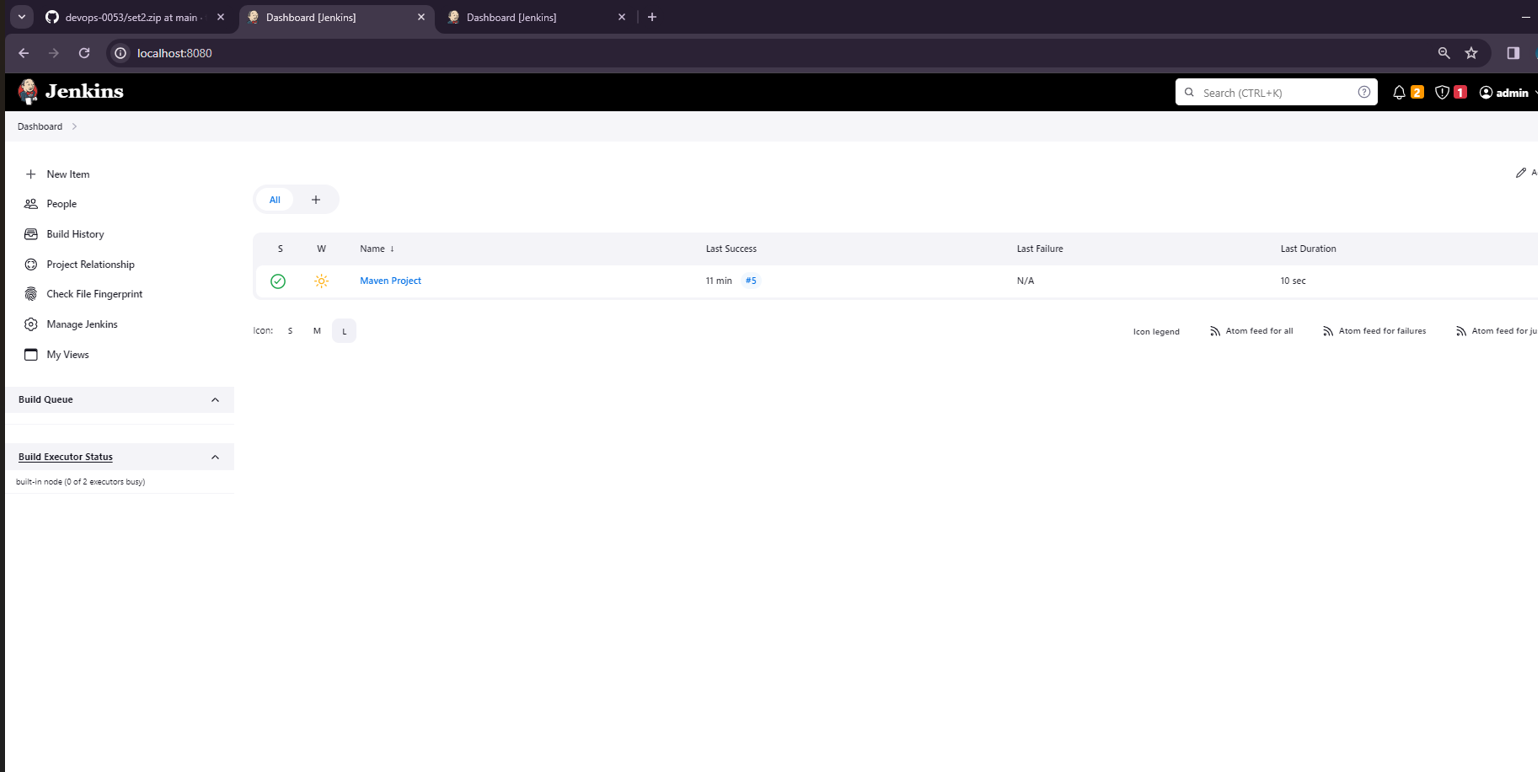 devops-0053/set2.zip at main ·
Dashboard [Jenkins]
Dashboard [Jenkins]
localhost:8080
Jenkins
Search (CTRL+K)
2
1
admin
Dashboard
New Item
People
Build History
Project Relationship
Check File Fingerprint
Manage Jenkins
My Views
Build Queue
Build Executor Status
built-in node (0 of 2 executors busy)
A
All
+
S W Name ↓ Last Success Last Failure Last Duration
Maven Project 11 min #5 N/A 10 sec
Icon: S M L
Icon legend Atom feed for all Atom feed for failures Atom feed for ju